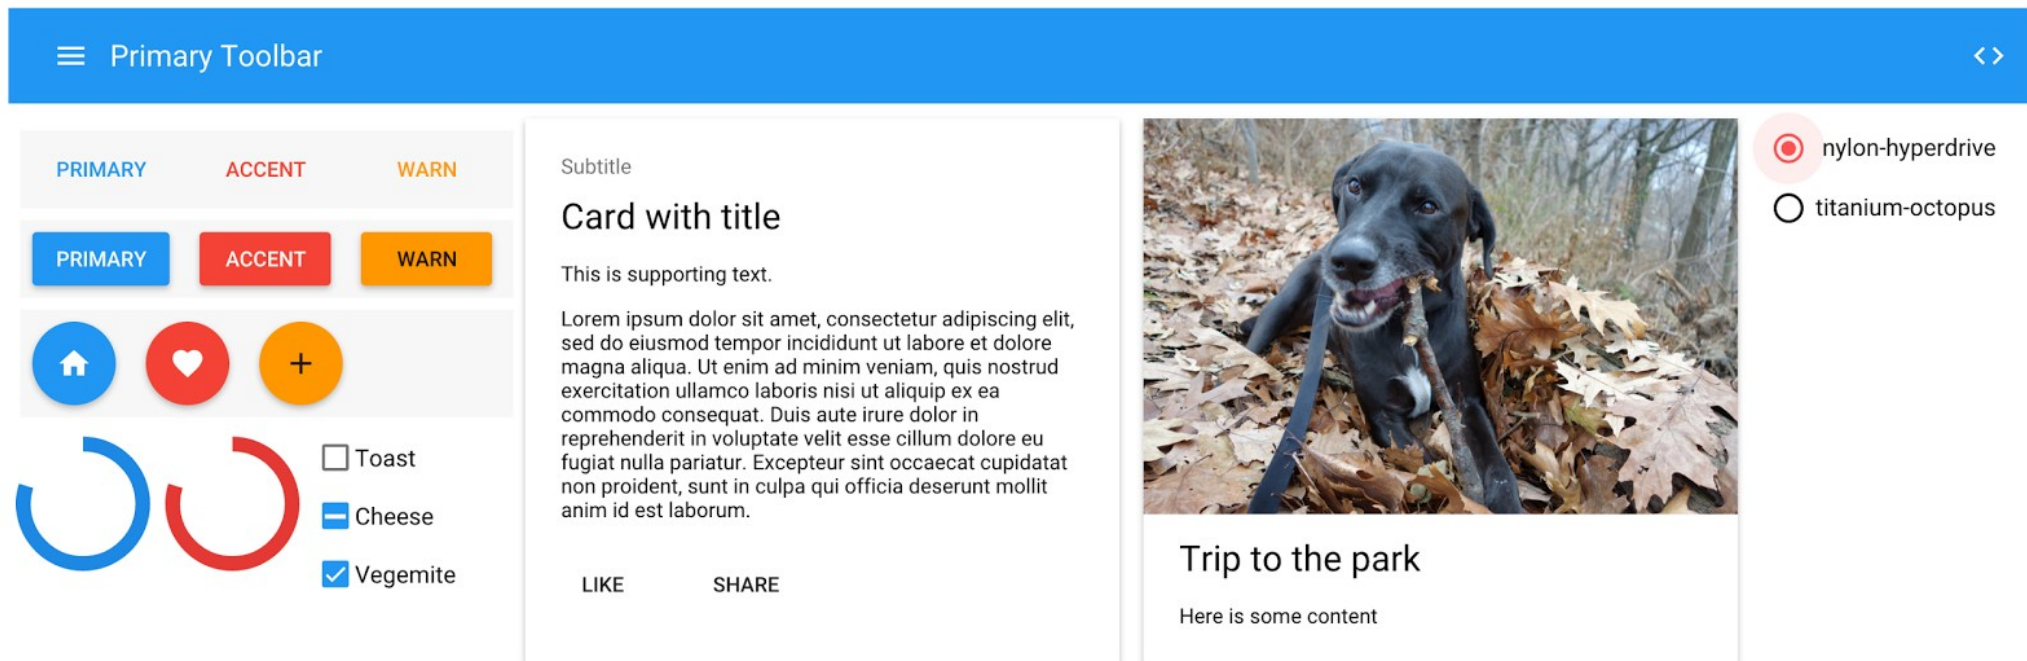 Primary Toolbar
PRIMARY ACCENT WARN
PRIMARY ACCENT WARN
Toast
Cheese
Vegemite
Subtitle
Card with title
This is supporting text.
Lorem ipsum dolor sit amet, consectetur adipiscing elit,
sed do eiusmod tempor incididunt ut labore et dolore
magna aliqua. Ut enim ad minim veniam, quis nostrud
exercitation ullamco laboris nisi ut aliquip ex ea
commodo consequat. Duis aute irure dolor in
reprehenderit in voluptate velit esse cillum dolore eu
fugiat nulla pariatur. Excepteur sint occaecat cupidatat
non proident, sunt in culpa qui officia deserunt mollit
anim id est laborum.
LIKE SHARE
Trip to the park
Here is some content
nylon-hyperdrive
titanium-octopus